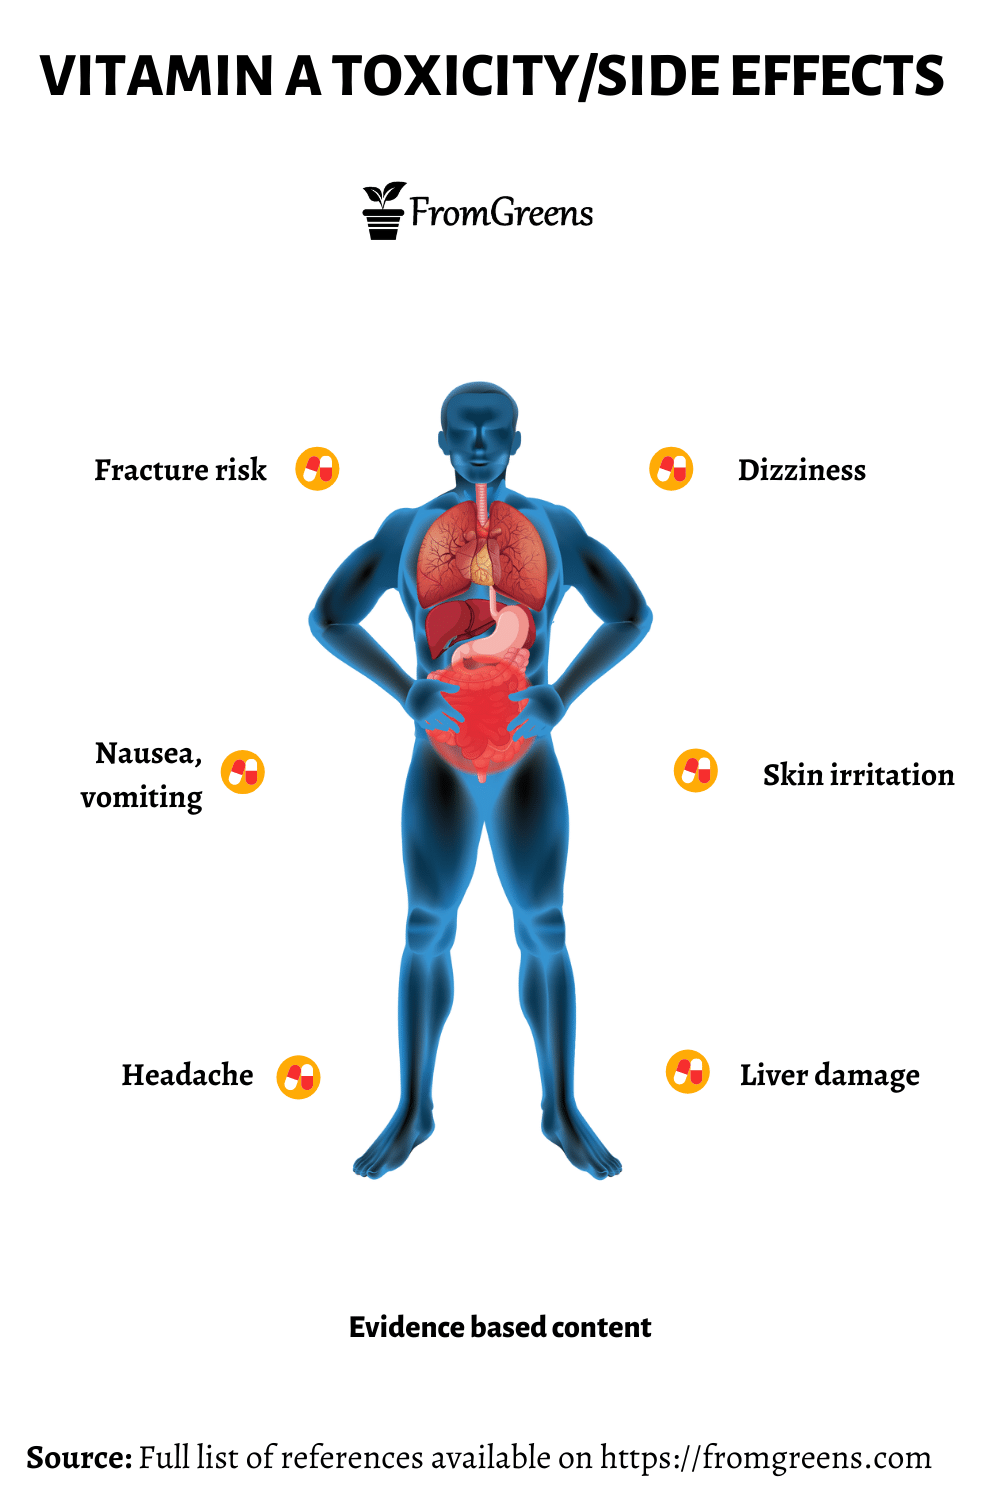 VITAMIN A TOXICITY/SIDE EFFECTS
FromGreens
Fracture risk
Dizziness
Nausea,
vomiting
Skin irritation
Headache
Liver damage
Evidence based content
Source: Full list of references available on https://fromgreens.com